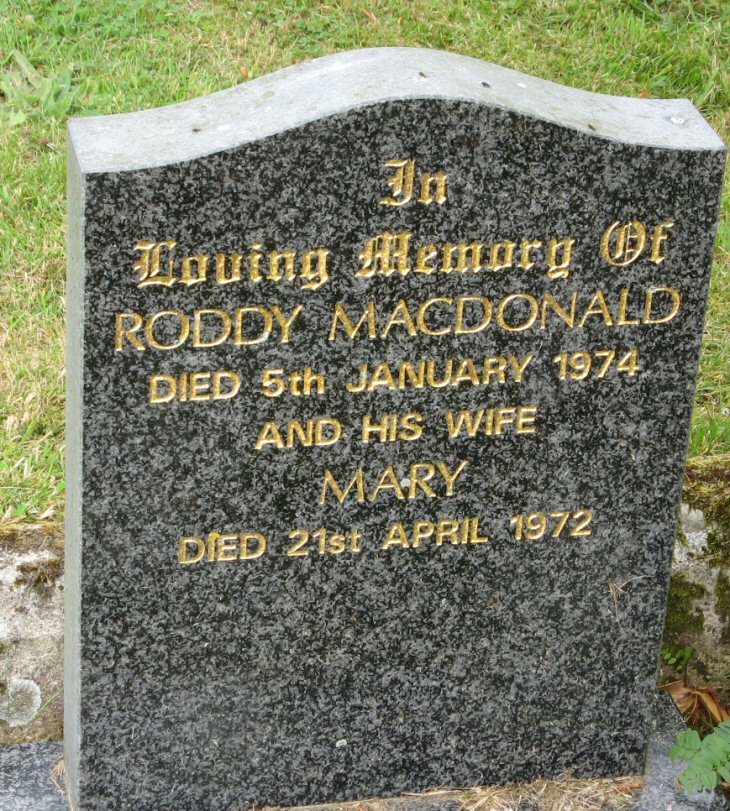 In
Loving Memory Of
RODDY MACDONALD
DIED 5th JANUARY 1974
AND HIS WIFE
MARY
DIED 21st APRIL 1972